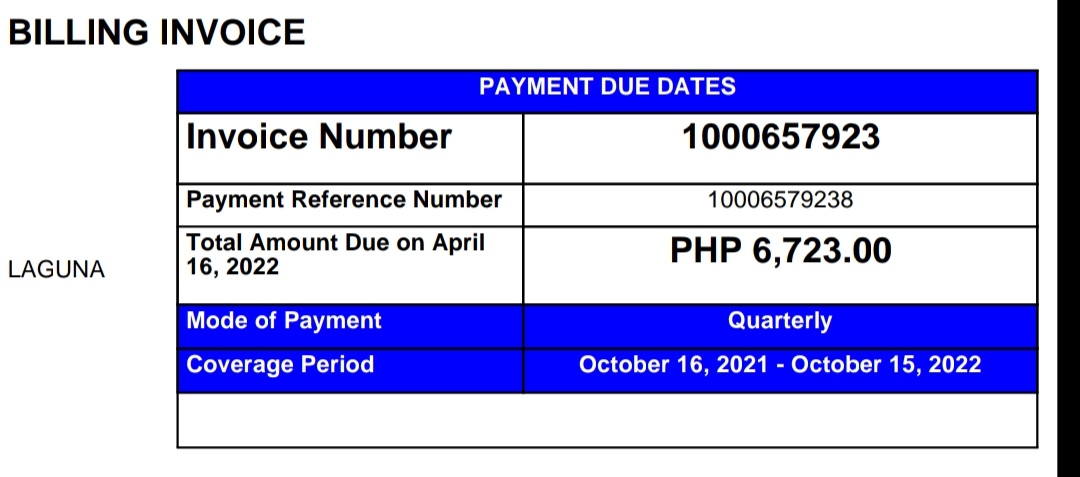 BILLING INVOICE
PAYMENT DUE DATES
Invoice Number 1000657923
Payment Reference Number 10006579238
Total Amount Due on April
16, 2022 PHP 6,723.00
LAGUNA
Mode of Payment Quarterly
Coverage Period October 16, 2021 - October 15, 2022